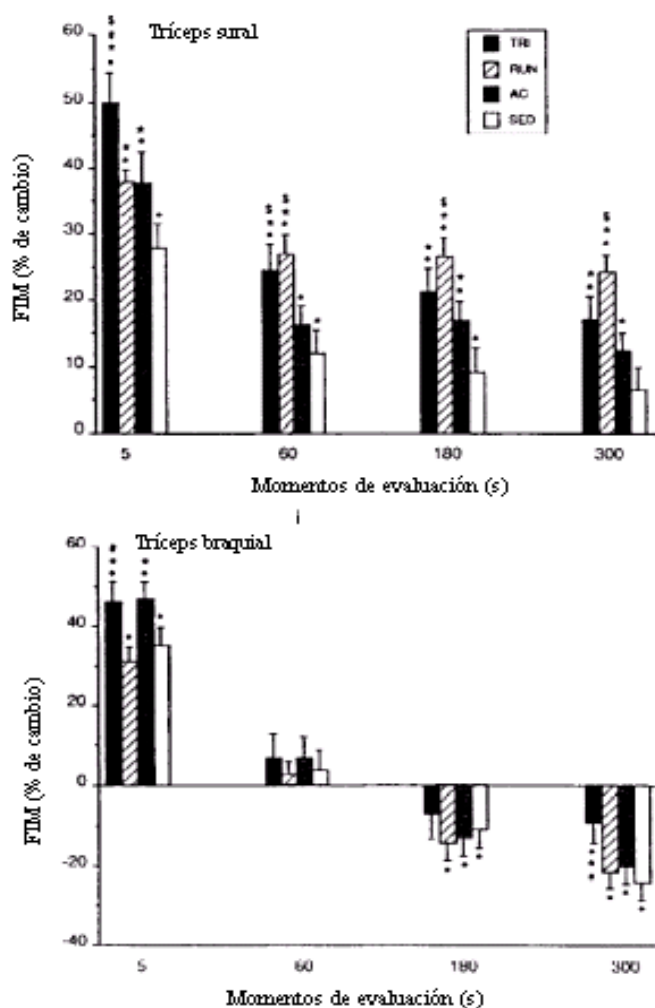 Tríceps sural
60
50
40
30
20
10
0
FIM (% de cambio)
TRI
RUN
AC
SED
5 60 180 300
Momentos de evaluación (s)
Tríceps braquial
60
40
20
0
-20
-40
FIM (% de cambio)
5 60 180 300
Momentos de evaluación (s)